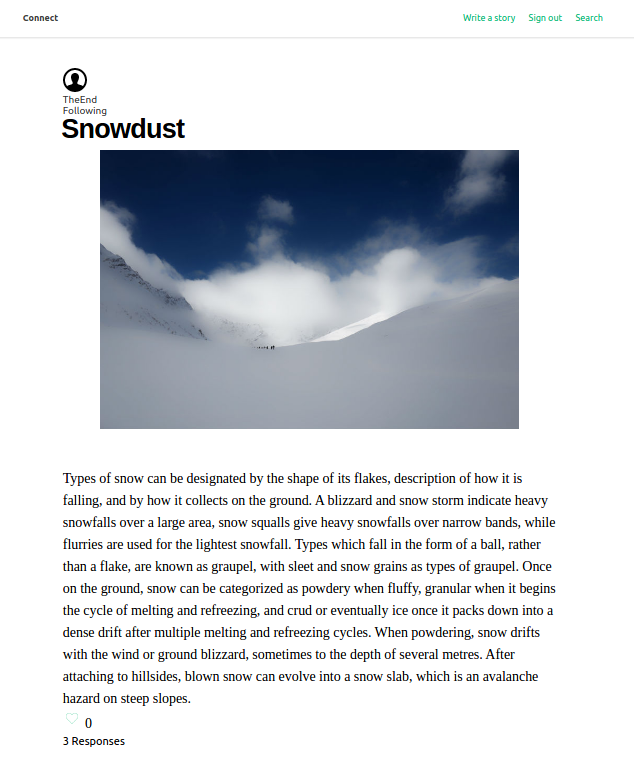 Connect
Write a story Sign out Search
TheEnd
Following
Snowdust
Types of snow can be designated by the shape of its flakes, description of how it is
falling, and by how it collects on the ground. A blizzard and snow storm indicate heavy
snowfalls over a large area, snow squalls give heavy snowfalls over narrow bands, while
flurries are used for the lightest snowfall. Types which fall in the form of a ball, rather
than a flake, are known as graupel, with sleet and snow grains as types of graupel. Once
on the ground, snow can be categorized as powdery when fluffy, granular when it begins
the cycle of melting and refreezing, and crud or eventually ice once it packs down into a
dense drift after multiple melting and refreezing cycles. When powdering, snow drifts
with the wind or ground blizzard, sometimes to the depth of several metres. After
attaching to hillsides, blown snow can evolve into a snow slab, which is an avalanche
hazard on steep slopes.
0
3 Responses